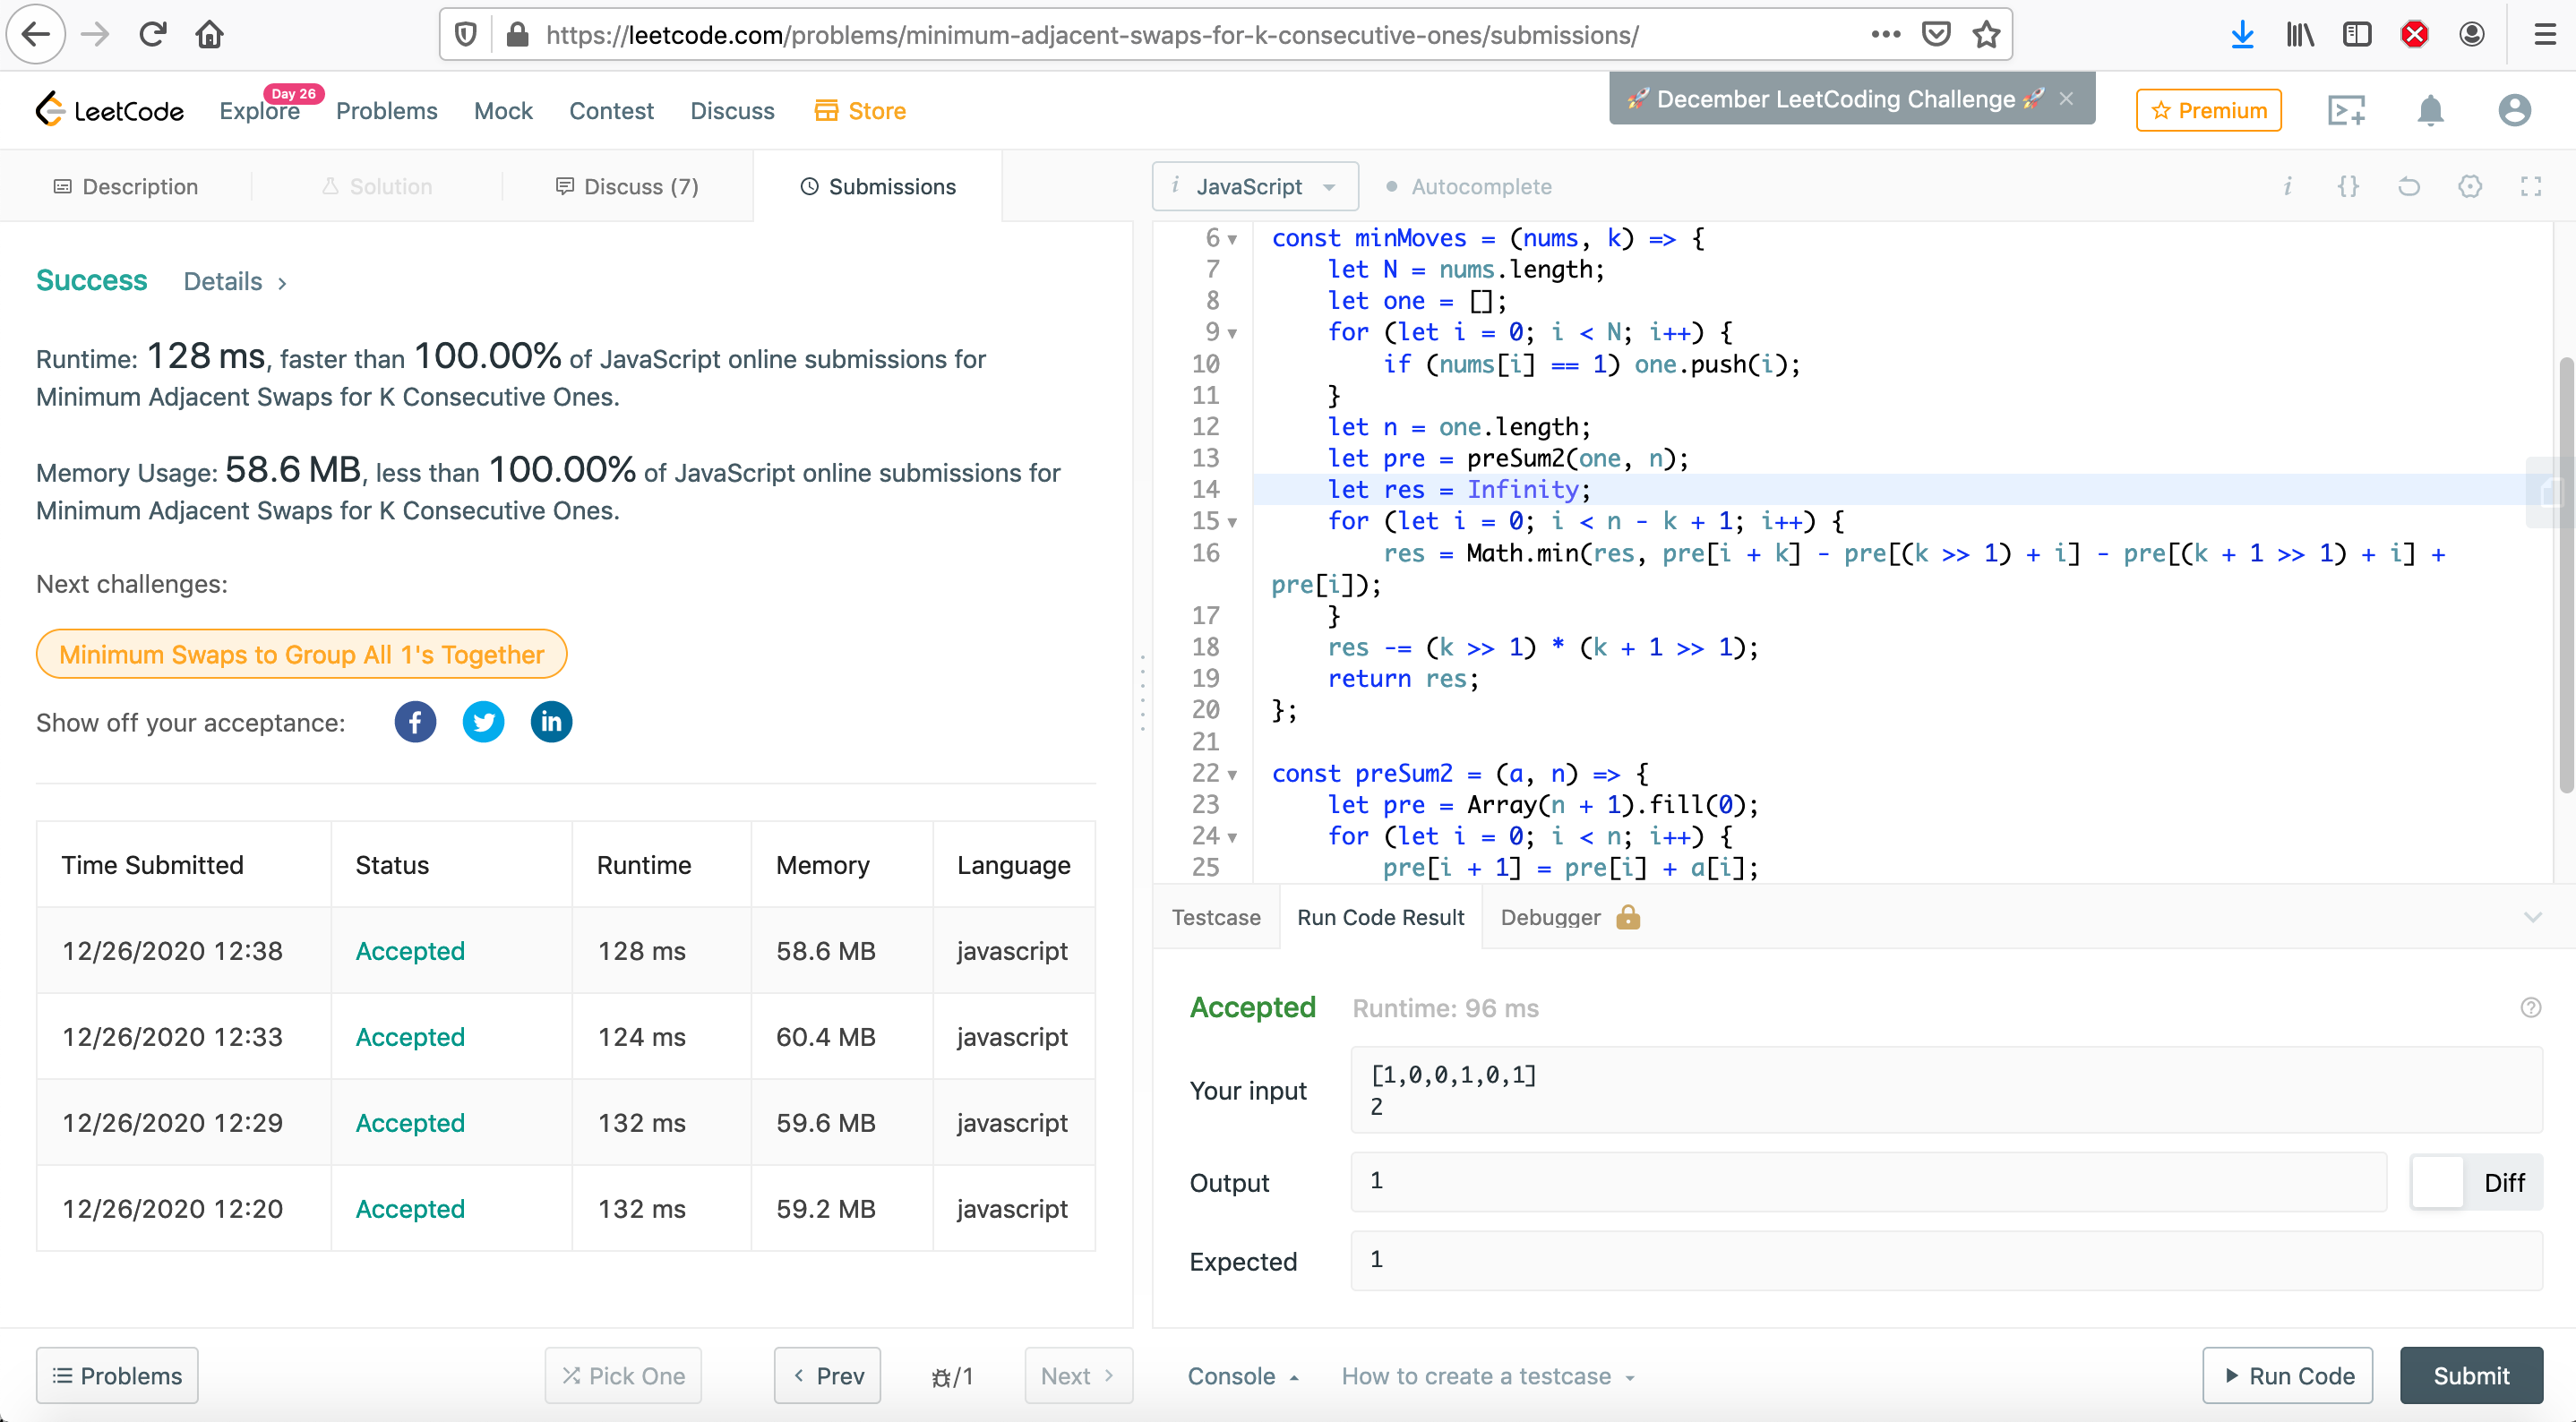 https://leetcode.com/problems/minimum-adjacent-swaps-for-k-consecutive-ones/submissions/
LeetCode
Explore
Day 26
Problems
Mock
Contest
Discuss
Store
🚀 December LeetCoding Challenge 🚀 ×
Premium
Description
Solution
Discuss (7)
Submissions
i JavaScript
Autocomplete
i {}
Success
Details >
Runtime: 128 ms, faster than 100.00% of JavaScript online submissions for
Minimum Adjacent Swaps for K Consecutive Ones.
Memory Usage: 58.6 MB, less than 100.00% of JavaScript online submissions for
Minimum Adjacent Swaps for K Consecutive Ones.
Next challenges:
Minimum Swaps to Group All 1's Together
Show off your acceptance:
Time Submitted Status Runtime Memory Language
12/26/2020 12:38 Accepted 128 ms 58.6 MB javascript
12/26/2020 12:33 Accepted 124 ms 60.4 MB javascript
12/26/2020 12:29 Accepted 132 ms 59.6 MB javascript
12/26/2020 12:20 Accepted 132 ms 59.2 MB javascript
6 const minMoves = (nums, k) => {
7 let N = nums.length;
8 let one = [];
9 for (let i = 0; i < N; i++) {
10 if (nums[i] == 1) one.push(i);
11 }
12 let n = one.length;
13 let pre = preSum2(one, n);
14 let res = Infinity;
15 for (let i = 0; i < n - k + 1; i++) {
16 res = Math.min(res, pre[i + k] - pre[(k >> 1) + i] - pre[(k + 1 >> 1) + i] +
pre[i]);
17 }
18 res -= (k >> 1) * (k + 1 >> 1);
19 return res;
20 };
21
22 const preSum2 = (a, n) => {
23 let pre = Array(n + 1).fill(0);
24 for (let i = 0; i < n; i++) {
25 pre[i + 1] = pre[i] + a[i];
Testcase
Run Code Result
Debugger
Accepted
Runtime: 96 ms
Your input
[1,0,0,1,0,1]
2
Output
1
Diff
Expected
1
Problems
Pick One
< Prev
/1
Next >
Console
How to create a testcase
Run Code
Submit